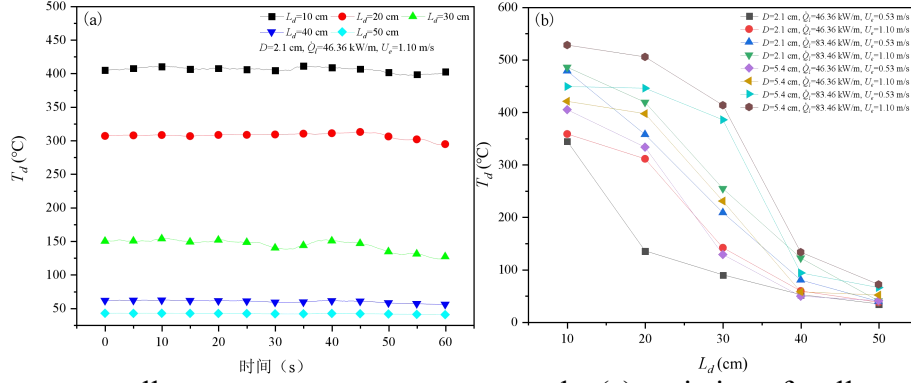 (a)
L_d=10 cm L_d=20 cm L_d=30 cm
L_d=40 cm L_d=50 cm
D=2.1 cm, Q̇_l=46.36 kW/m, U_e=1.10 m/s
500
450
400
350
300
250
200
150
100
50
T_d (℃)
0 10 20 30 40 50 60
时间（s）
(b)
D=2.1 cm, Q̇_l=46.36 kW/m, U_e=0.53 m/s
D=2.1 cm, Q̇_l=46.36 kW/m, U_e=1.10 m/s
D=2.1 cm, Q̇_l=83.46 kW/m, U_e=0.53 m/s
D=2.1 cm, Q̇_l=83.46 kW/m, U_e=1.10 m/s
D=5.4 cm, Q̇_l=46.36 kW/m, U_e=0.53 m/s
D=5.4 cm, Q̇_l=46.36 kW/m, U_e=1.10 m/s
D=5.4 cm, Q̇_l=83.46 kW/m, U_e=0.53 m/s
D=5.4 cm, Q̇_l=83.46 kW/m, U_e=1.10 m/s
600
500
400
300
200
100
0
T_d (℃)
10 20 30 40 50
L_d (cm)